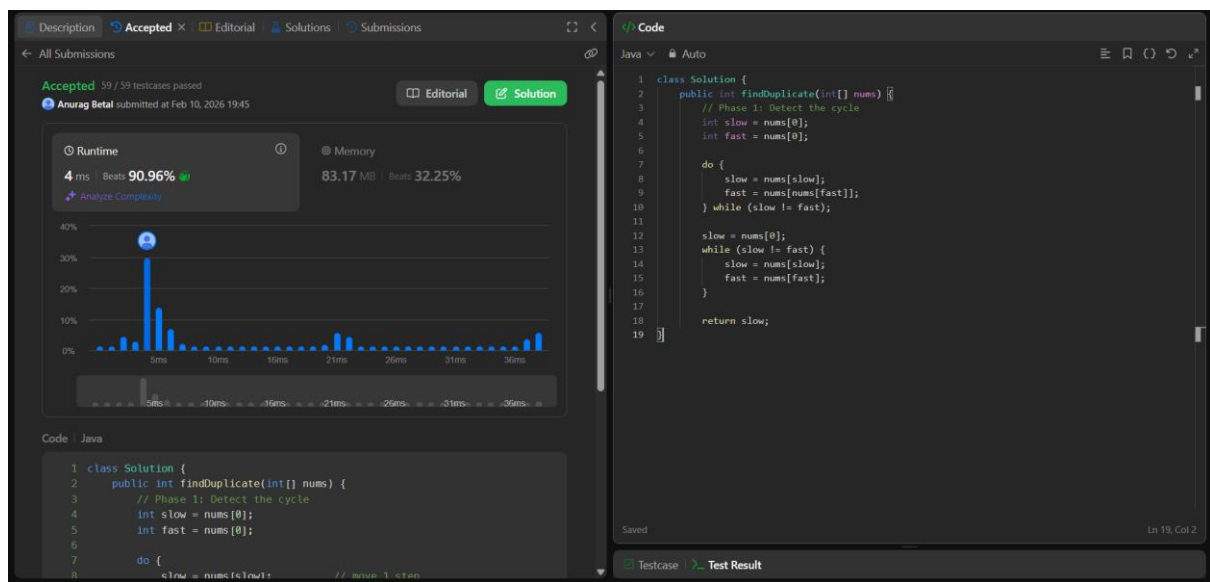 Description
Accepted ×
Editorial
Solutions
Submissions
← All Submissions
Accepted 59 / 59 testcases passed
Anurag Betal submitted at Feb 10, 2026 19:45
Editorial
Solution
Runtime
4 ms Beats 90.96%
Analyze Complexity
Memory
83.17 MB Beats 32.25%
40%
30%
20%
10%
0%
5ms 10ms 16ms 21ms 26ms 31ms 36ms
5ms 10ms 16ms 21ms 26ms 31ms 36ms
Code Java
1 class Solution {
2 public int findDuplicate(int[] nums) {
3 // Phase 1: Detect the cycle
4 int slow = nums[0];
5 int fast = nums[0];
6
7 do {
8 slow = nums[slow]; // move 1 step
</> Code
Java Auto
1 class Solution {
2 public int findDuplicate(int[] nums) {
3 // Phase 1: Detect the cycle
4 int slow = nums[0];
5 int fast = nums[0];
6
7 do {
8 slow = nums[slow];
9 fast = nums[nums[fast]];
10 } while (slow != fast);
11
12 slow = nums[0];
13 while (slow != fast) {
14 slow = nums[slow];
15 fast = nums[fast];
16 }
17
18 return slow;
19 }
Saved
Ln 19, Col 2
Testcase
>_ Test Result